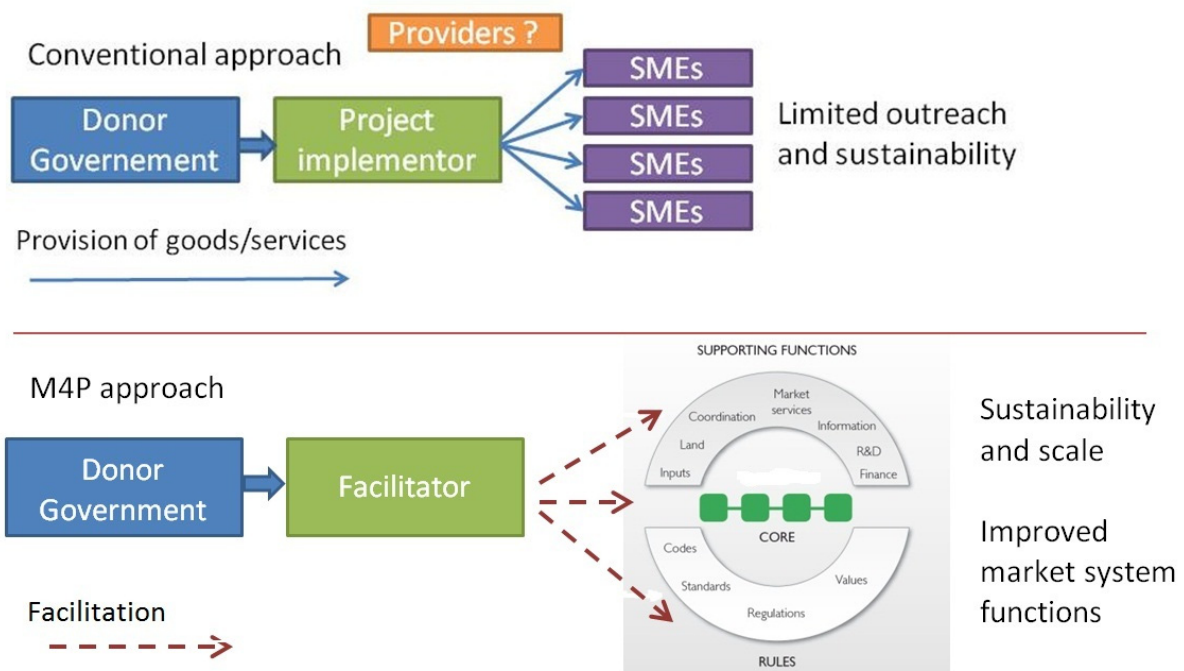 Providers ?
Conventional approach
Donor
Governement
Project
implementor
SMEs
SMEs
SMEs
SMEs
Limited outreach
and sustainability
Provision of goods/services
M4P approach
Donor
Government
Facilitator
Facilitation
SUPPORTING FUNCTIONS
Market
services
Coordination
Information
Land
R&D
Inputs
Finance
CORE
Codes
Standards
Regulations
Values
RULES
Sustainability
and scale
Improved
market system
functions